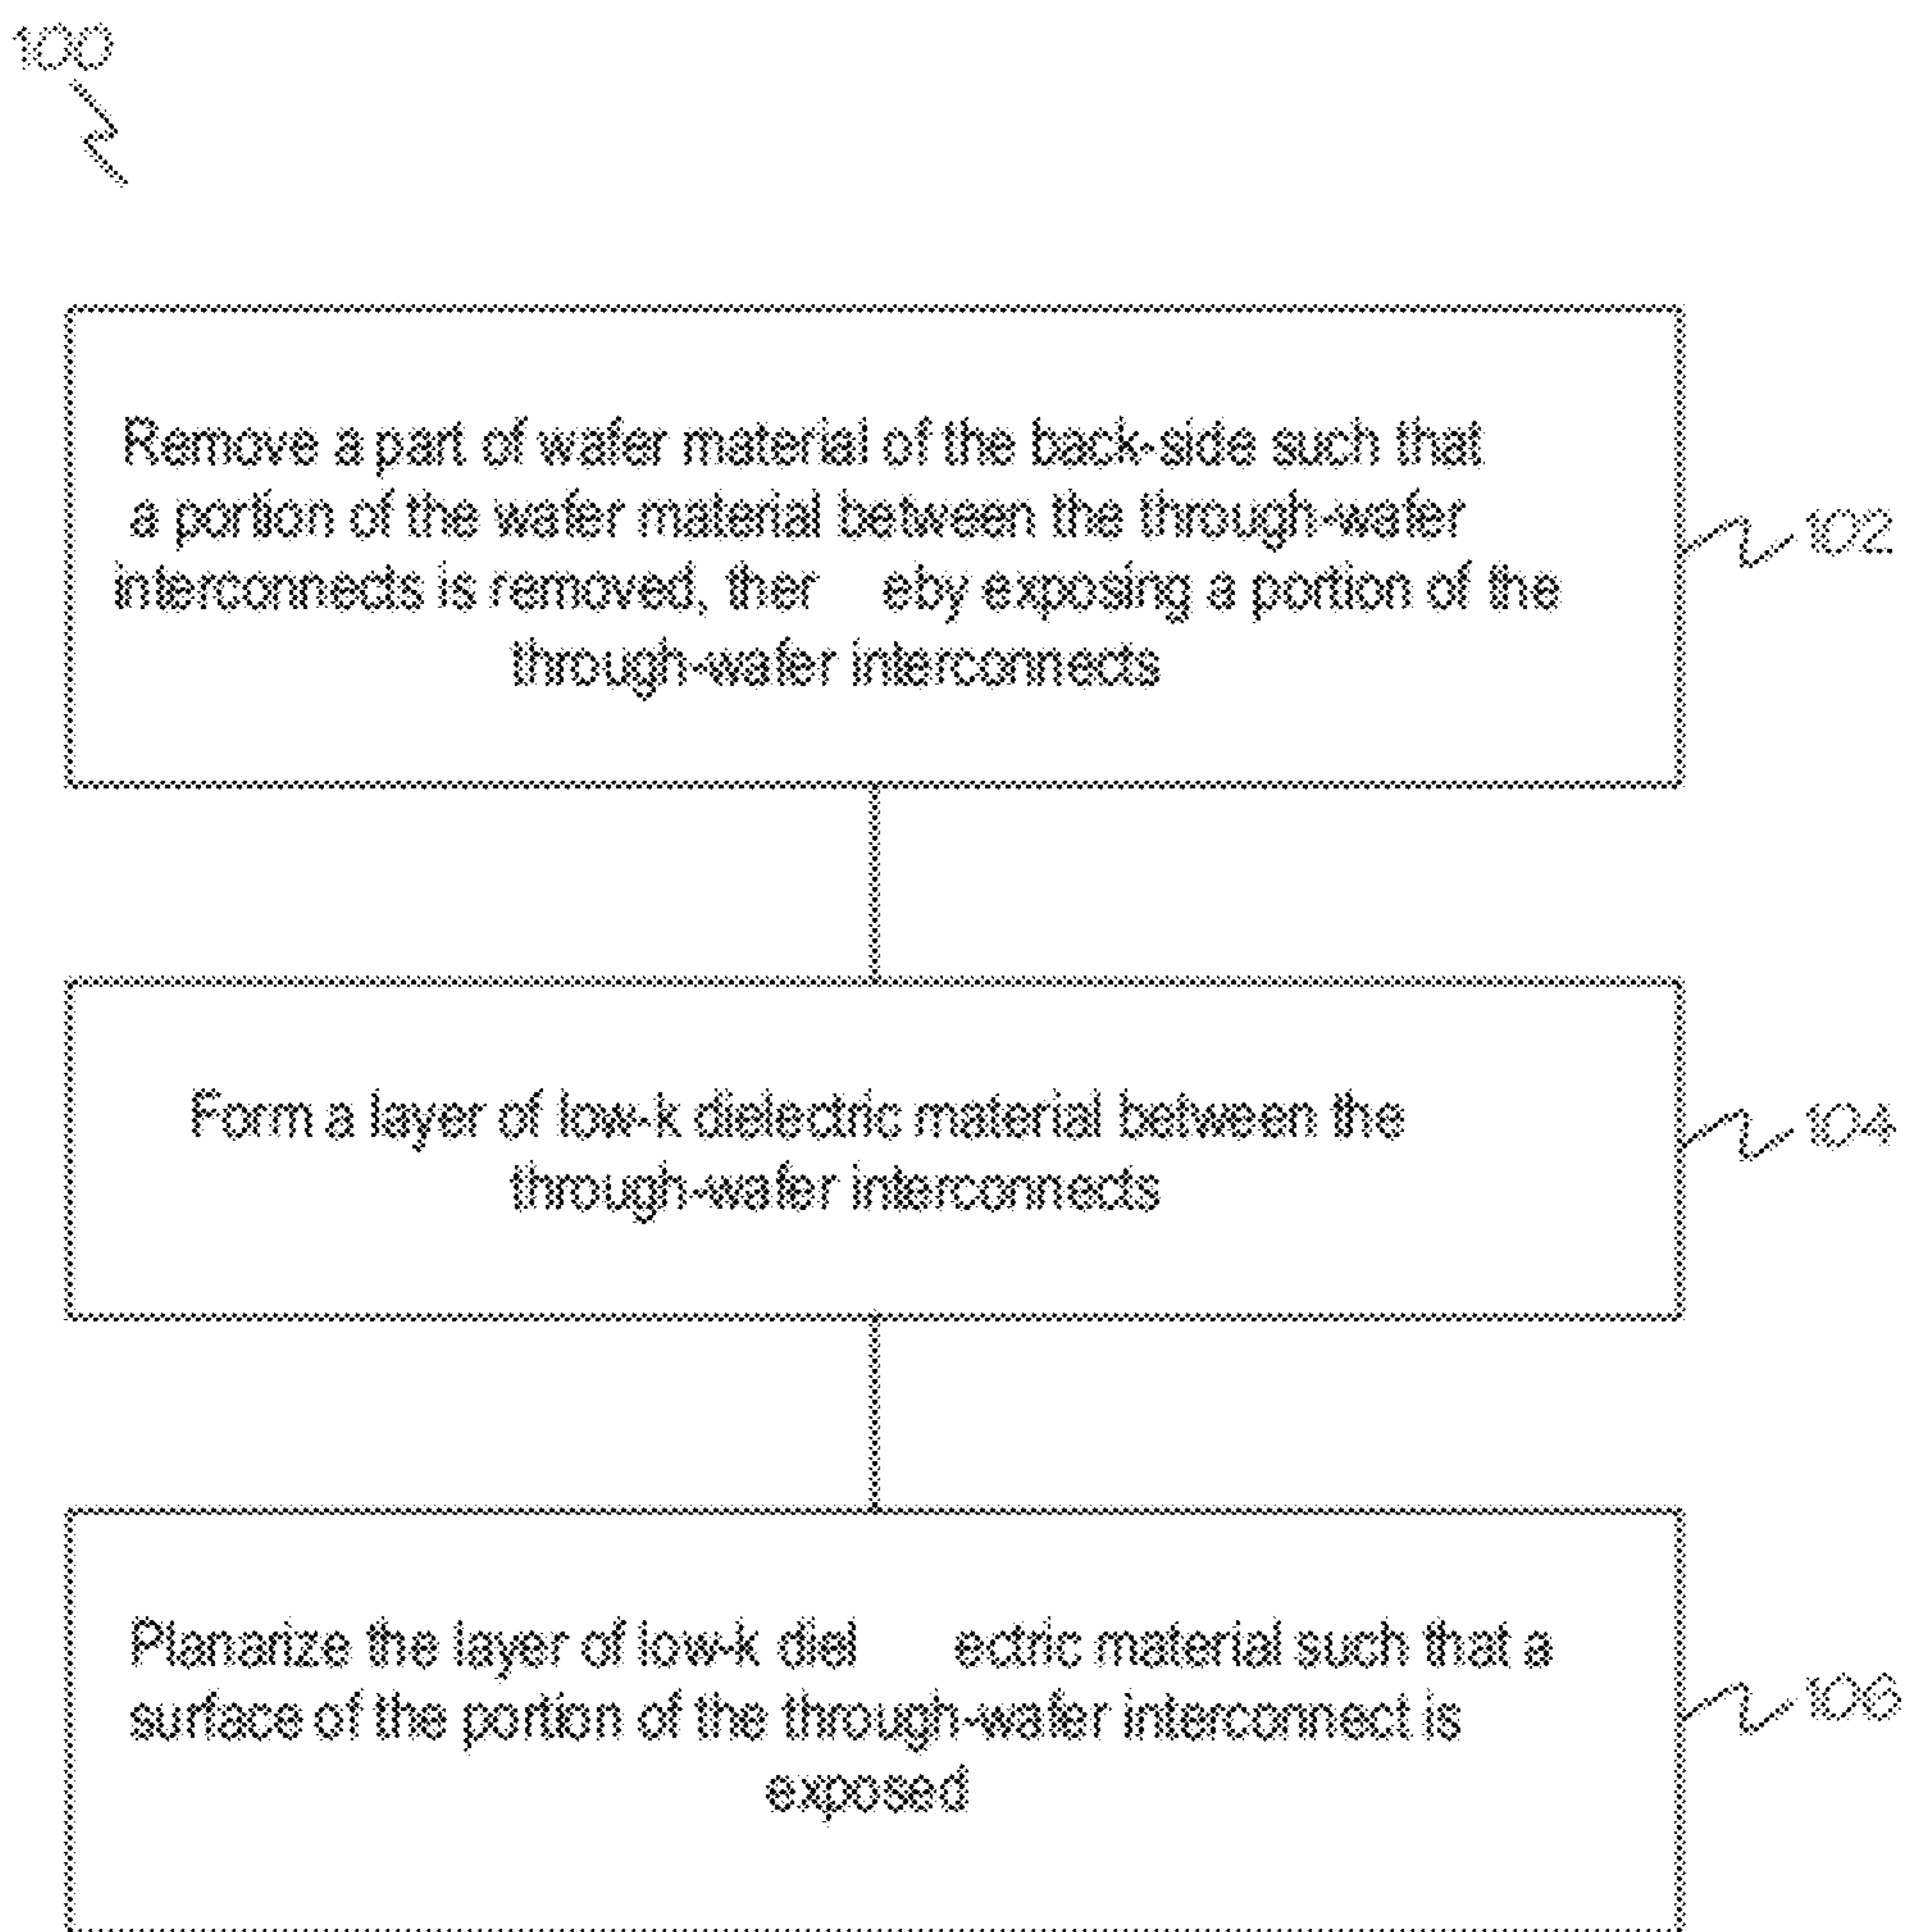 100
Remove a part of wafer material of the back-side such that
a portion of the wafer material between the through-wafer
interconnects is removed, ther eby exposing a portion of the
through-wafer interconnects
102
Form a layer of low-k dielectric material between the
through-wafer interconnects
104
Planarize the layer of low-k diel ectric material such that a
surface of the portion of the through-wafer interconnect is
exposed
106